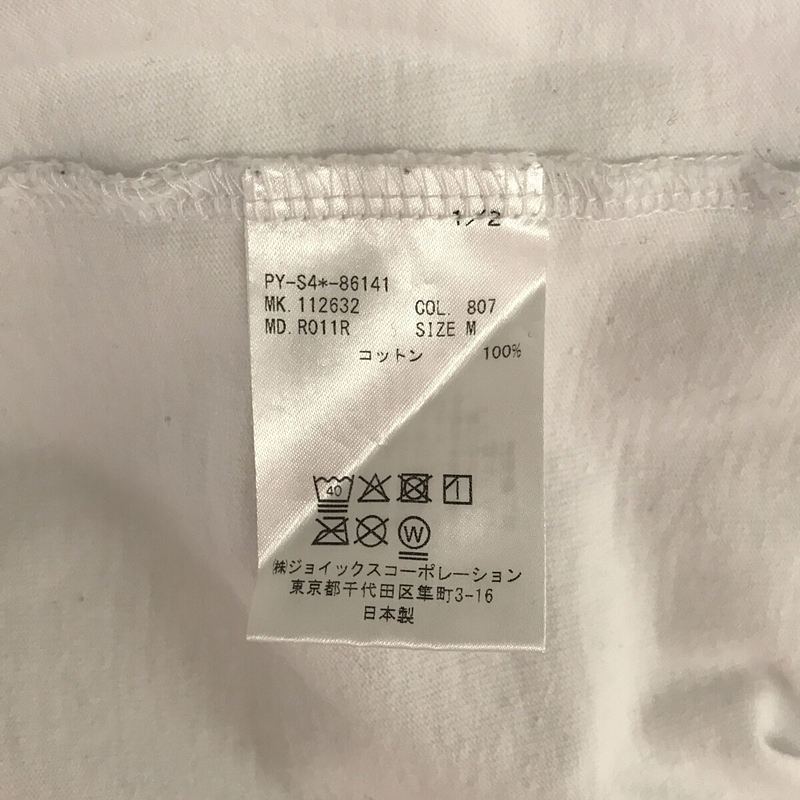 1/2
PY-S4*-86141
MK. 112632 COL. 807
MD. R011R SIZE M
コットン 100%
40
W
㈱ジョイックスコーポレーション
東京都千代田区隼町3-16
日本製